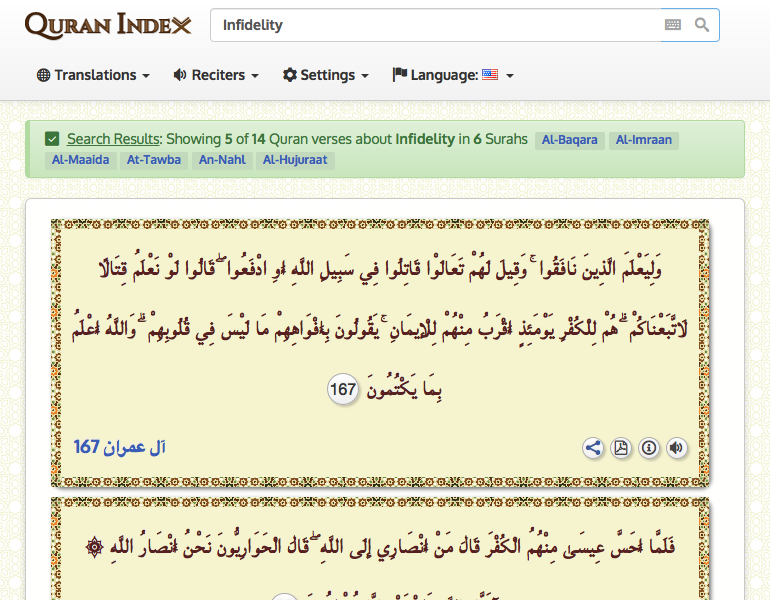 QURAN INDEX
Infidelity
Translations Reciters Settings Language:
Search Results: Showing 5 of 14 Quran verses about Infidelity in 6 Surahs Al-Baqara Al-Imraan
Al-Maaida At-Tawba An-Nahl Al-Hujuraat
وَلِيَعْلَمَ الَّذِينَ نَافَقُوا ۚ وَقِيلَ لَهُمْ تَعَالَوْا قَاتِلُوا فِي سَبِيلِ اللَّهِ أَوِ ادْفَعُوا ۖ قَالُوا لَوْ نَعْلَمُ قِتَالًا
لَاتَّبَعْنَاكُمْ ۗ هُمْ لِلْكُفْرِ يَوْمَئِذٍ أَقْرَبُ مِنْهُمْ لِلْإِيمَانِ ۚ يَقُولُونَ بِأَفْوَاهِهِمْ مَا لَيْسَ فِي قُلُوبِهِمْ ۗ وَاللَّهُ أَعْلَمُ
بِمَا يَكْتُمُونَ 167
آل عمران 167
فَلَمَّا أَحَسَّ عِيسَىٰ مِنْهُمُ الْكُفْرَ قَالَ مَنْ أَنْصَارِي إِلَى اللَّهِ ۖ قَالَ الْحَوَارِيُّونَ نَحْنُ أَنْصَارُ اللَّهِ ۞